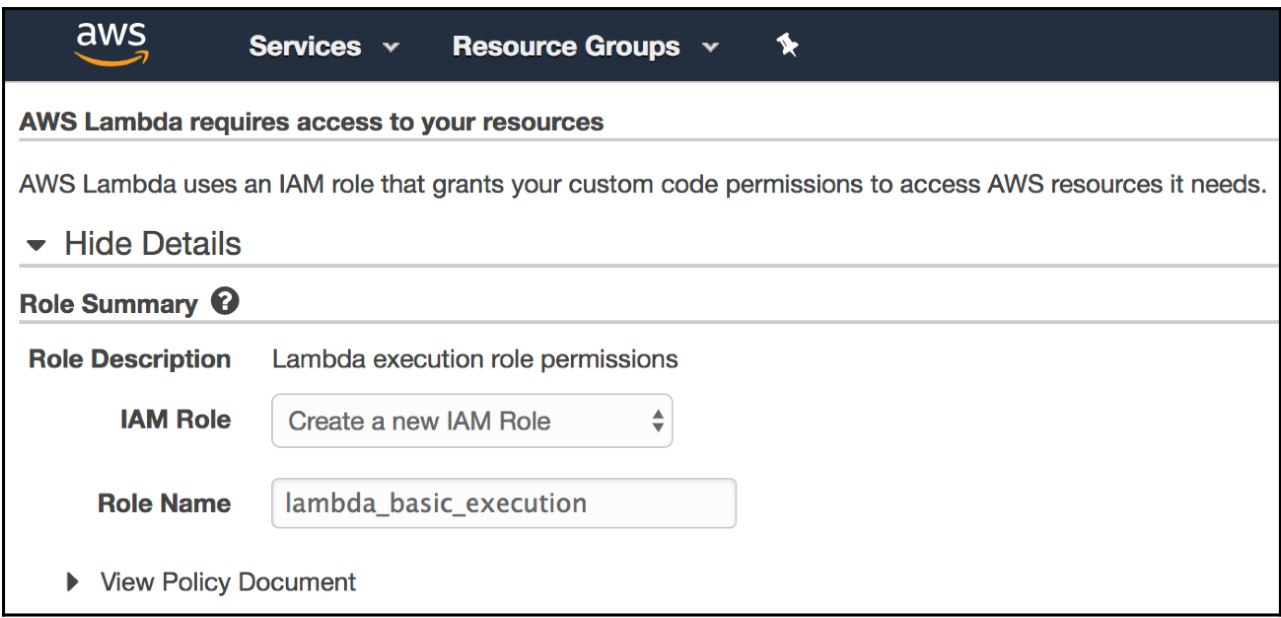 aws Services Resource Groups
AWS Lambda requires access to your resources
AWS Lambda uses an IAM role that grants your custom code permissions to access AWS resources it needs.
Hide Details
Role Summary ?
Role Description Lambda execution role permissions
IAM Role Create a new IAM Role
Role Name lambda_basic_execution
View Policy Document